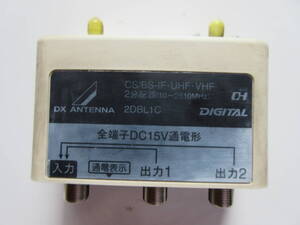 CS/BS-IF・UHF・VHF
2分配器(10~2610MHz)
DX ANTENNA
2DBL1C
DIGITAL
全端子DC15V通電形
入力
通電表示
出力1
出力2